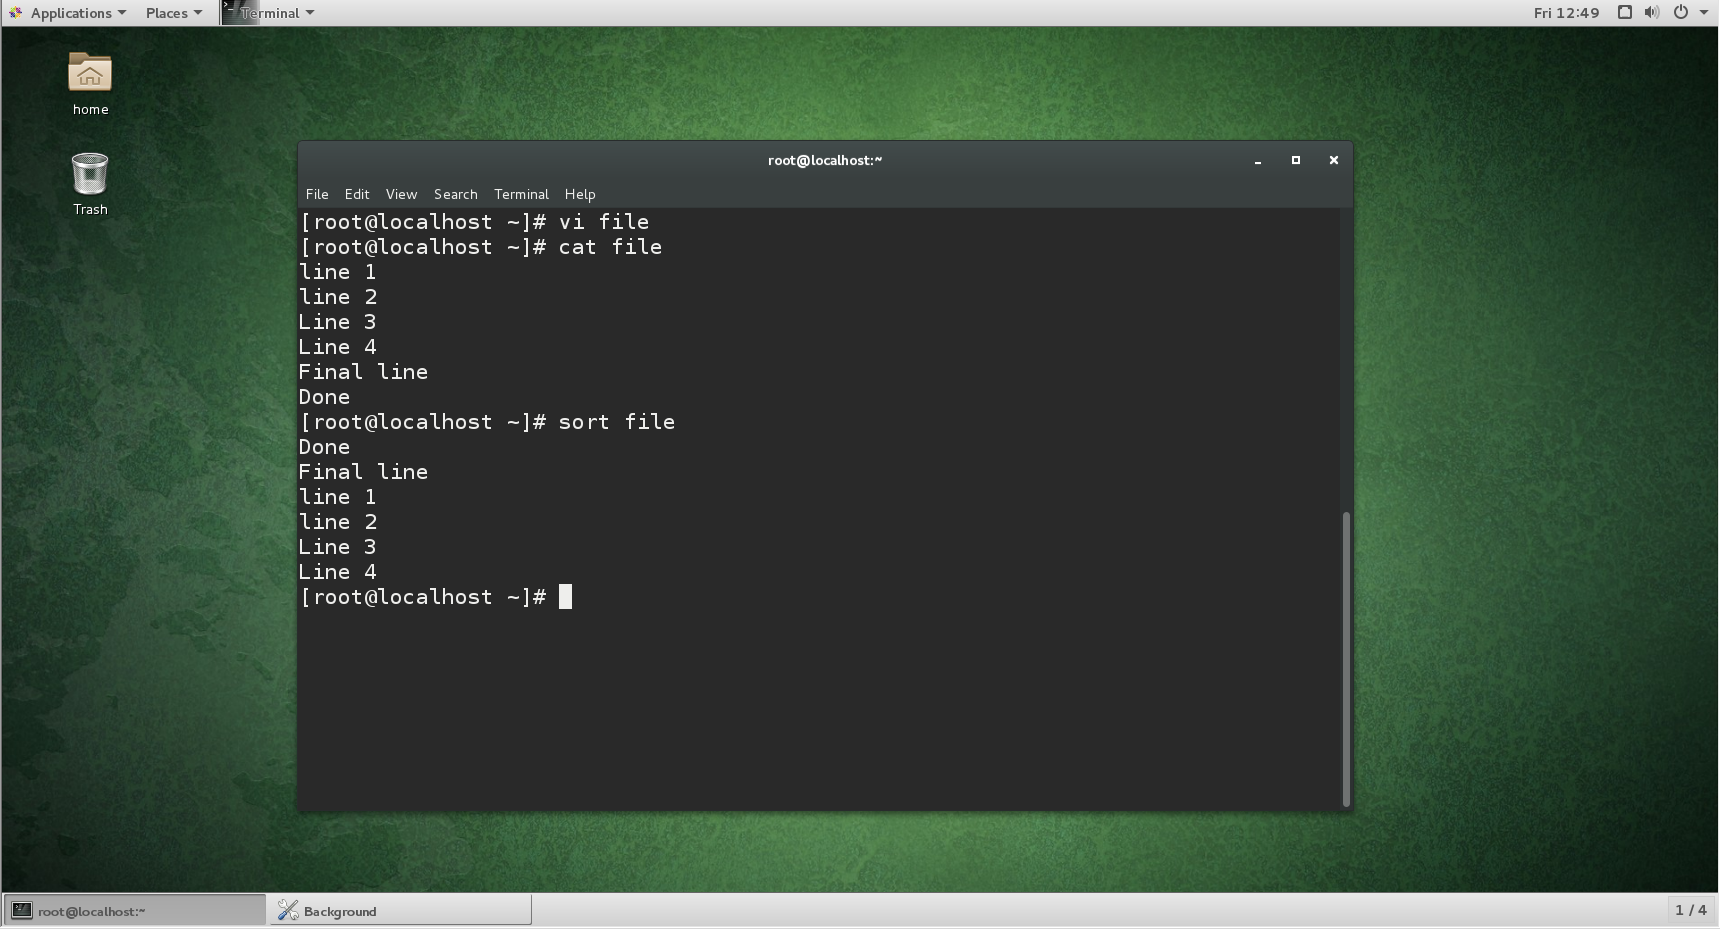 Applications Places Terminal Fri 12:49
home
Trash
root@localhost:~
File Edit View Search Terminal Help
[root@localhost ~]# vi file
[root@localhost ~]# cat file
line 1
line 2
Line 3
Line 4
Final line
Done
[root@localhost ~]# sort file
Done
Final line
line 1
line 2
Line 3
Line 4
[root@localhost ~]#
root@localhost:~ Background 1 / 4